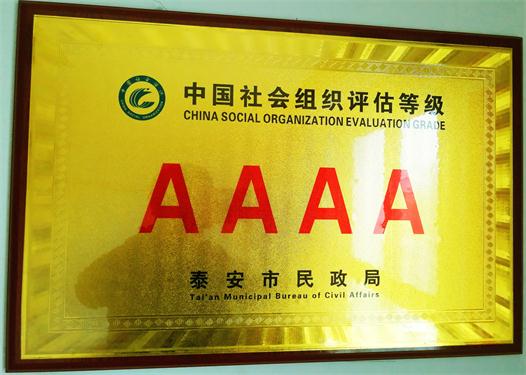 中国社会组织评估等级
CHINA SOCIAL ORGANIZATION EVALUATION GRADE
AAAA
泰安市民政局
Tai'an Municipal Bureau of Civil Affairs